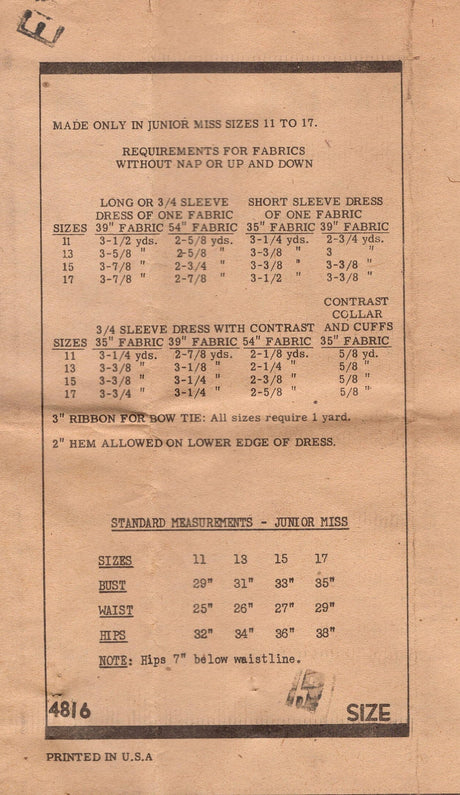 MADE ONLY IN JUNIOR MISS SIZES 11 TO 17.
REQUIREMENTS FOR FABRICS
WITHOUT NAP OR UP AND DOWN
LONG OR 3/4 SLEEVE SHORT SLEEVE DRESS
DRESS OF ONE FABRIC OF ONE FABRIC
SIZES 39" FABRIC 54" FABRIC 35" FABRIC 39" FABRIC
11 3-1/2 yds. 2-5/8 yds. 3-1/4 yds. 2-3/4 yds.
13 3-5/8 " 2-5/8 " 3-3/8 " 3 "
15 3-7/8 " 2-3/4 " 3-3/8 " 3-3/8 "
17 3-7/8 " 2-7/8 " 3-1/2 " 3-3/8 "
CONTRAST
COLLAR
3/4 SLEEVE DRESS WITH CONTRAST AND CUFFS
SIZES 35" FABRIC 39" FABRIC 54" FABRIC 35" FABRIC
11 3-1/4 yds. 2-7/8 yds. 2-1/8 yds. 5/8 yd.
13 3-3/8 " 3-1/8 " 2-1/4 " 5/8 "
15 3-3/8 " 3-1/4 " 2-3/8 " 5/8 "
17 3-3/4 " 3-1/4 " 2-5/8 " 5/8 "
3" RIBBON FOR BOW TIE: All sizes require 1 yard.
2" HEM ALLOWED ON LOWER EDGE OF DRESS.
STANDARD MEASUREMENTS - JUNIOR MISS
SIZES 11 13 15 17
BUST 29" 31" 33" 35"
WAIST 25" 26" 27" 29"
HIPS 32" 34" 36" 38"
NOTE: Hips 7" below waistline.
4816 SIZE
PRINTED IN U.S.A